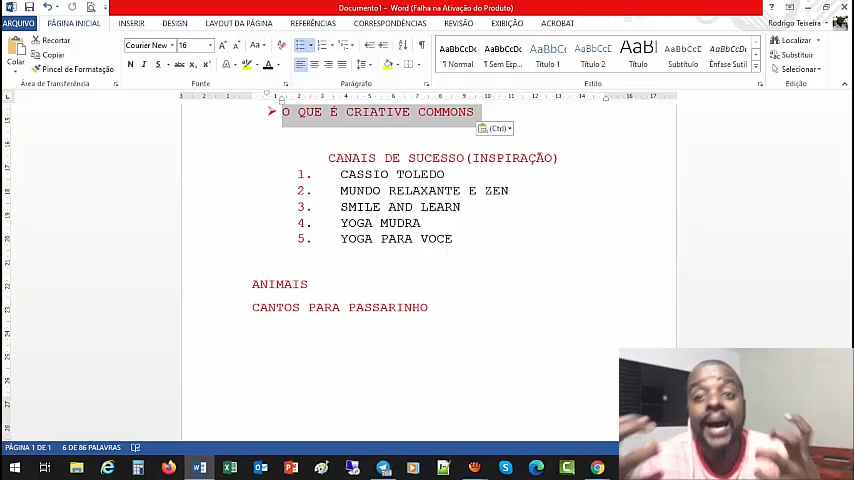 Documento1 - Word (Falha na Ativação do Produto)
ARQUIVO PÁGINA INICIAL INSERIR DESIGN LAYOUT DA PÁGINA REFERÊNCIAS CORRESPONDÊNCIAS REVISÃO EXIBIÇÃO ACROBAT Rodrigo Teixeira
Colar
Recortar
Copiar
Pincel de Formatação
Área de Transferência
Courier New 16
Fonte
Parágrafo
AaBbCcDc AaBbCcDc AaBbC AaBbCcD AaBl AaBbCcD AaBbCcDc
¶ Normal ¶ Sem Esp... Título 1 Título 2 Título Subtítulo Ênfase Sutil
Estilo
Localizar
Substituir
Selecionar
Edição
O QUE É CRIATIVE COMMONS
(Ctrl)
CANAIS DE SUCESSO(INSPIRAÇÃO)
1. CASSIO TOLEDO
2. MUNDO RELAXANTE E ZEN
3. SMILE AND LEARN
4. YOGA MUDRA
5. YOGA PARA VOCE
ANIMAIS
CANTOS PARA PASSARINHO
PÁGINA 1 DE 1 6 DE 86 PALAVRAS